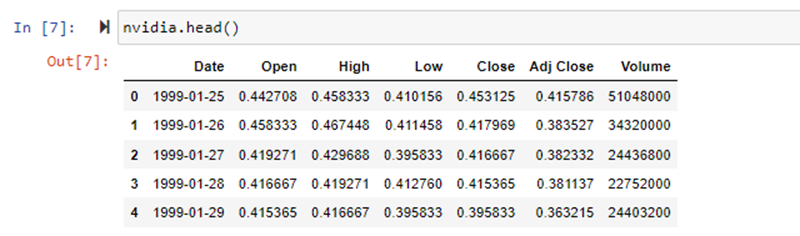 In [7]: nvidia.head()
Out[7]:
Date Open High Low Close Adj Close Volume
0 1999-01-25 0.442708 0.458333 0.410156 0.453125 0.415786 51048000
1 1999-01-26 0.458333 0.467448 0.411458 0.417969 0.383527 34320000
2 1999-01-27 0.419271 0.429688 0.395833 0.416667 0.382332 24436800
3 1999-01-28 0.416667 0.419271 0.412760 0.415365 0.381137 22752000
4 1999-01-29 0.415365 0.416667 0.395833 0.395833 0.363215 24403200